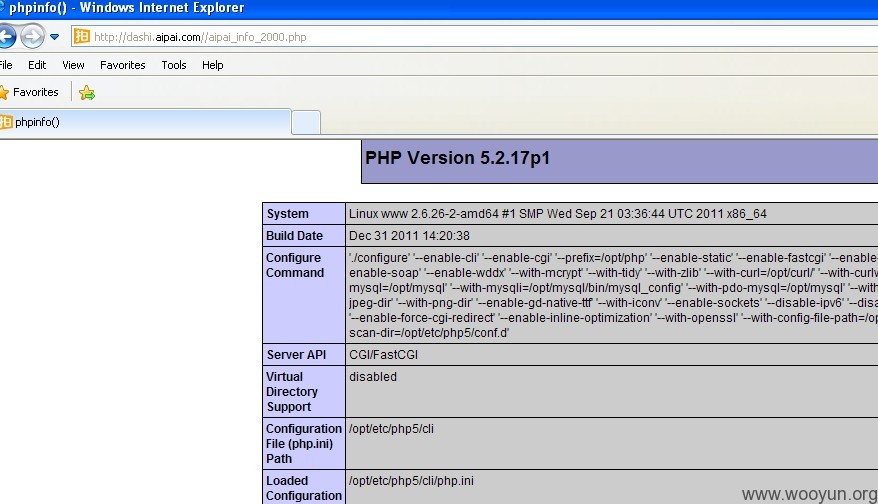 phpinfo() - Windows Internet Explorer
http://dashi.aipai.com//aipai_info_2000.php
File Edit View Favorites Tools Help
Favorites
phpinfo()
PHP Version 5.2.17p1
System Linux www 2.6.26-2-amd64 #1 SMP Wed Sep 21 03:36:44 UTC 2011 x86_64
Build Date Dec 31 2011 14:20:38
Configure './configure' '--enable-cli' '--enable-cgi' '--prefix=/opt/php' '--enable-static' '--enable-fastcgi' '--enable
Command enable-soap' '--enable-wddx' '--with-mcrypt' '--with-tidy' '--with-zlib' '--with-curl=/opt/curl/' '--with-curlw
mysql=/opt/mysql' '--with-mysqli=/opt/mysql/bin/mysql_config' '--with-pdo-mysql=/opt/mysql' '--with
jpeg-dir' '--with-png-dir' '--enable-gd-native-ttf' '--with-iconv' '--enable-sockets' '--disable-ipv6' '--disa
'--enable-force-cgi-redirect' '--enable-inline-optimization' '--with-openssl' '--with-config-file-path=/op
scan-dir=/opt/etc/php5/conf.d'
Server API CGI/FastCGI
Virtual disabled
Directory
Support
Configuration /opt/etc/php5/cli
File (php.ini)
Path
Loaded /opt/etc/php5/cli/php.ini
Configuration
www.wooyun.org